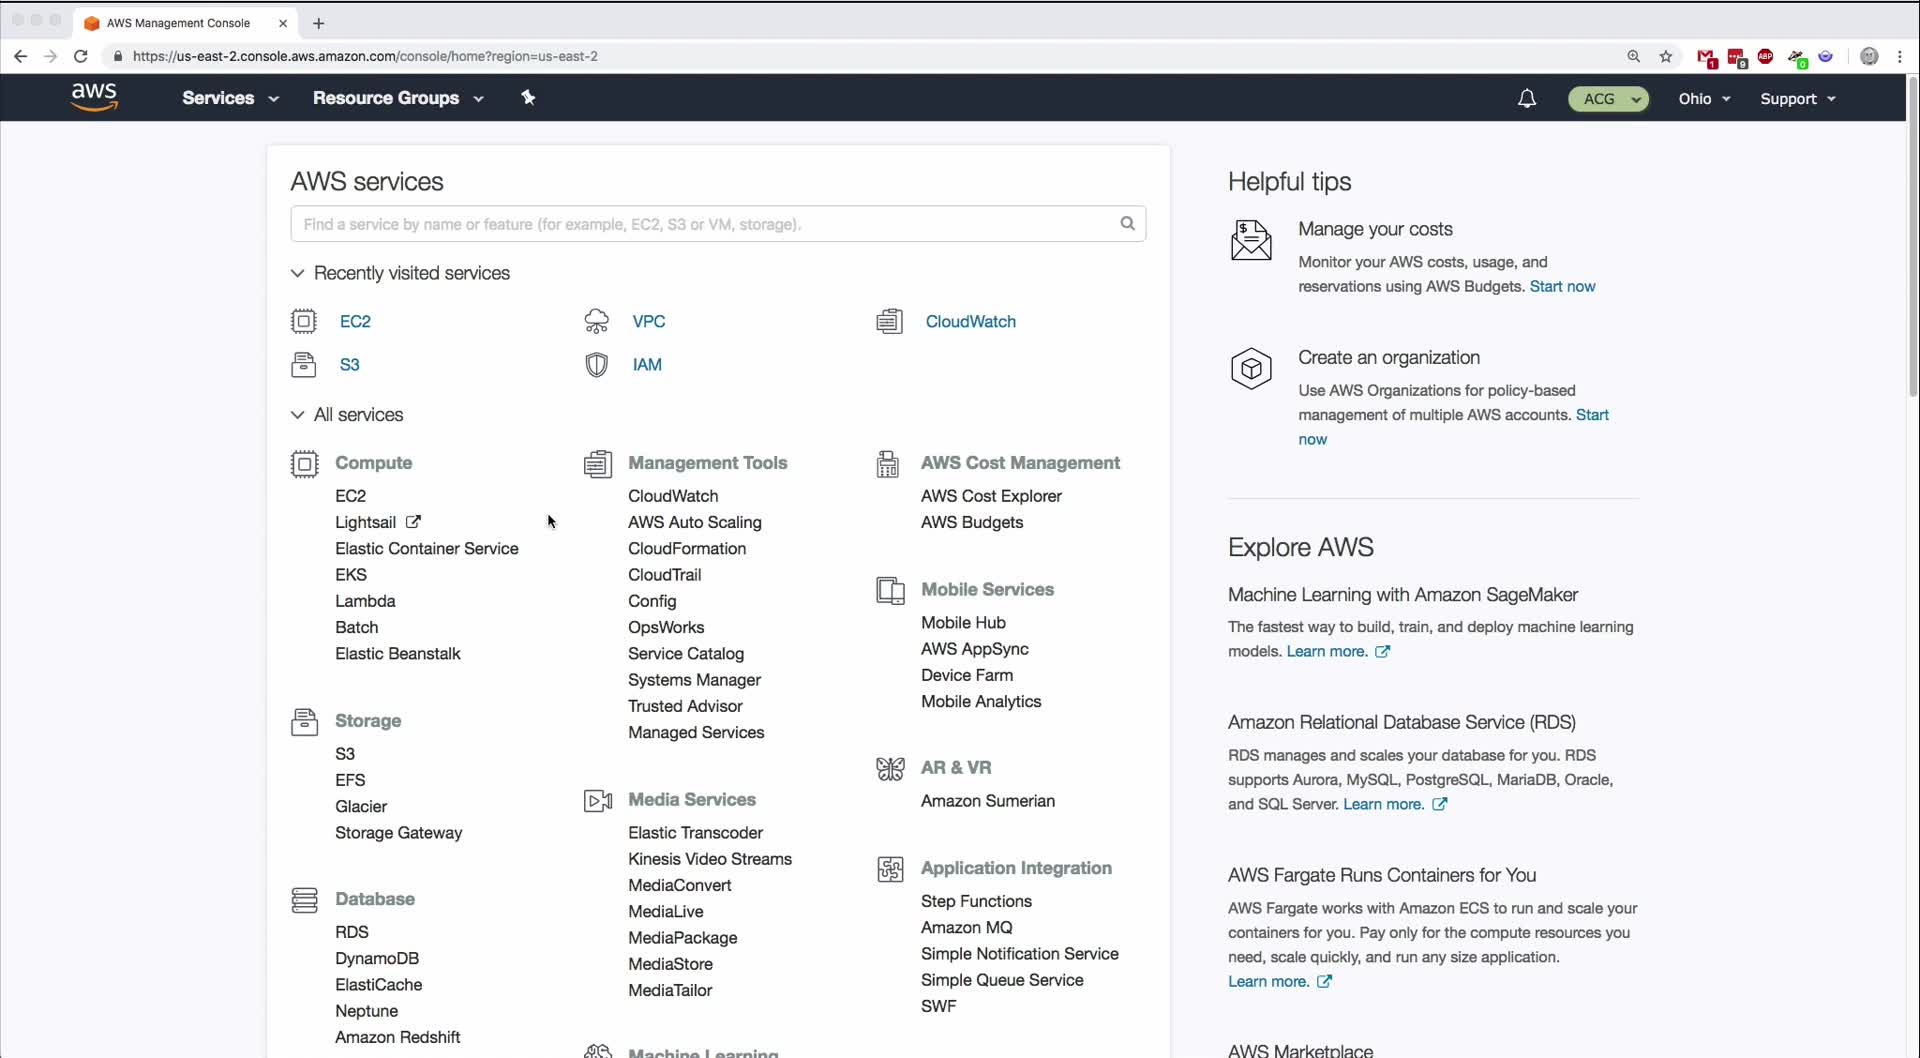 AWS Management Console
https://us-east-2.console.aws.amazon.com/console/home?region=us-east-2
1
9
ABP
0
aws
Services
Resource Groups
ACG
Ohio
Support
AWS services
Find a service by name or feature (for example, EC2, S3 or VM, storage).
Recently visited services
EC2
VPC
CloudWatch
S3
IAM
All services
Compute
EC2
Lightsail
Elastic Container Service
EKS
Lambda
Batch
Elastic Beanstalk
Storage
S3
EFS
Glacier
Storage Gateway
Database
RDS
DynamoDB
ElastiCache
Neptune
Amazon Redshift
Management Tools
CloudWatch
AWS Auto Scaling
CloudFormation
CloudTrail
Config
OpsWorks
Service Catalog
Systems Manager
Trusted Advisor
Managed Services
Media Services
Elastic Transcoder
Kinesis Video Streams
MediaConvert
MediaLive
MediaPackage
MediaStore
MediaTailor
Machine Learning
AWS Cost Management
AWS Cost Explorer
AWS Budgets
Mobile Services
Mobile Hub
AWS AppSync
Device Farm
Mobile Analytics
AR & VR
Amazon Sumerian
Application Integration
Step Functions
Amazon MQ
Simple Notification Service
Simple Queue Service
SWF
Helpful tips
Manage your costs
Monitor your AWS costs, usage, and
reservations using AWS Budgets. Start now
Create an organization
Use AWS Organizations for policy-based
management of multiple AWS accounts. Start
now
Explore AWS
Machine Learning with Amazon SageMaker
The fastest way to build, train, and deploy machine learning
models. Learn more.
Amazon Relational Database Service (RDS)
RDS manages and scales your database for you. RDS
supports Aurora, MySQL, PostgreSQL, MariaDB, Oracle,
and SQL Server. Learn more.
AWS Fargate Runs Containers for You
AWS Fargate works with Amazon ECS to run and scale your
containers for you. Pay only for the compute resources you
need, scale quickly, and run any size application.
Learn more.
AWS Marketplace